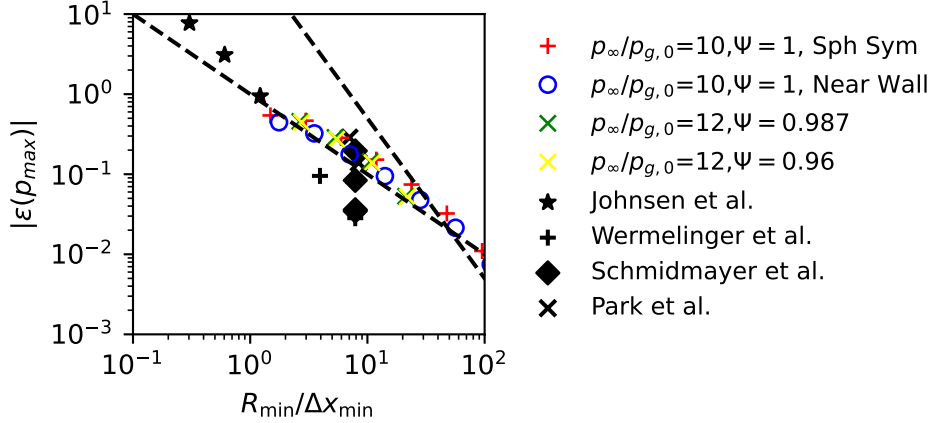 |ε(p_max)|
10^1
10^0
10^−1
10^−2
10^−3
10^−1
10^0
10^1
10^2
R_min/Δx_min
p_∞/p_g,0=10,Ψ = 1, Sph Sym
p_∞/p_g,0=10,Ψ = 1, Near Wall
p_∞/p_g,0=12,Ψ = 0.987
p_∞/p_g,0=12,Ψ = 0.96
Johnsen et al.
Wermelinger et al.
Schmidmayer et al.
Park et al.